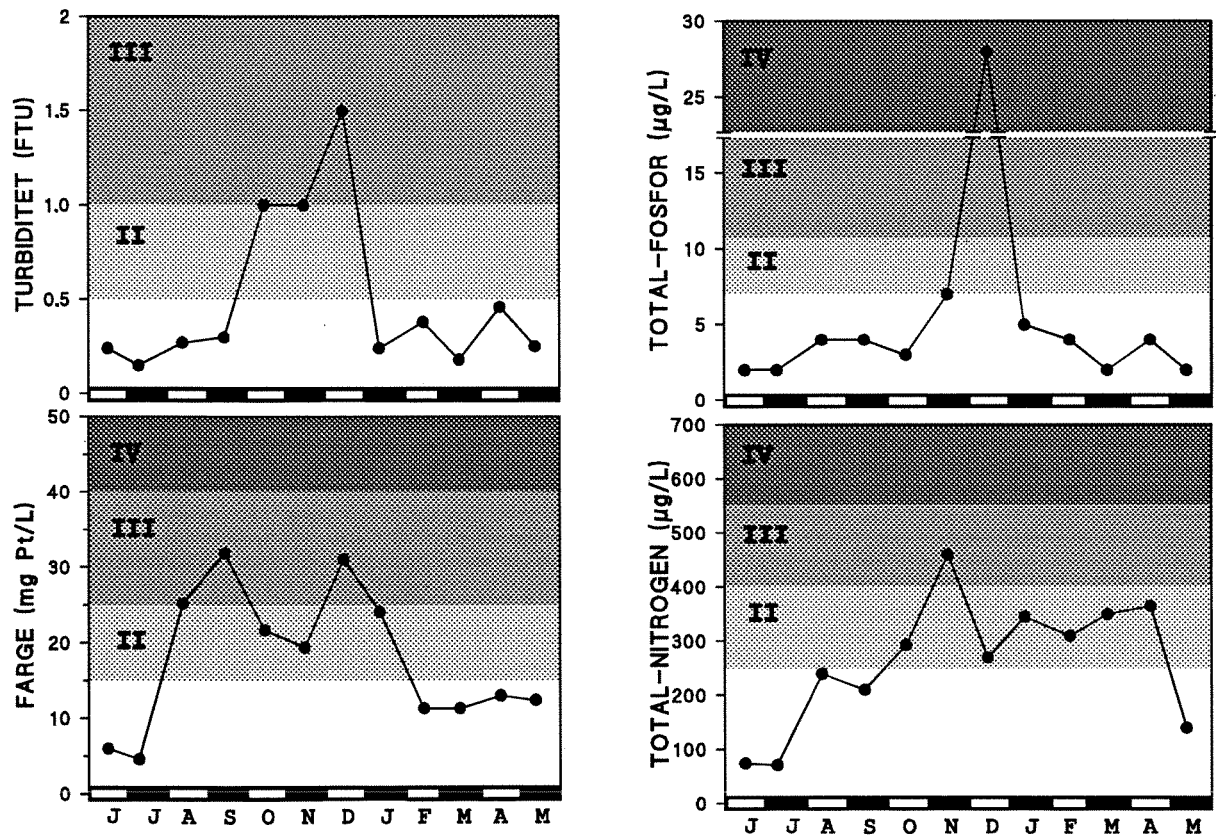 TURBIDITET (FTU)
2
1.5
1.0
0.5
0
III
II
TOTAL-FOSFOR (µg/L)
30
25
15
10
5
0
IV
III
II
FARGE (mg Pt/L)
50
40
30
20
10
0
IV
III
II
J J A S O N D J F M A M
TOTAL-NITROGEN (µg/L)
700
600
500
400
300
200
100
0
IV
III
II
J J A S O N D J F M A M